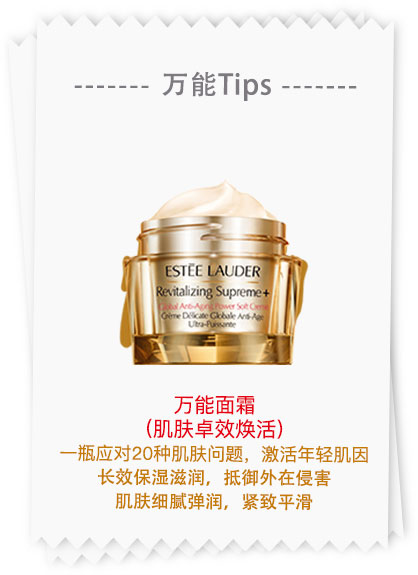 ------- 万能Tips -------
ESTĒE LAUDER
Revitalizing Supreme+
Global Anti-Aging Power Soft Creme
Crème Délicate Globale Anti-Age
Ultra-Puissante
万能面霜
(肌肤卓效焕活)
一瓶应对20种肌肤问题，激活年轻肌因
长效保湿滋润，抵御外在侵害
肌肤细腻弹润，紧致平滑